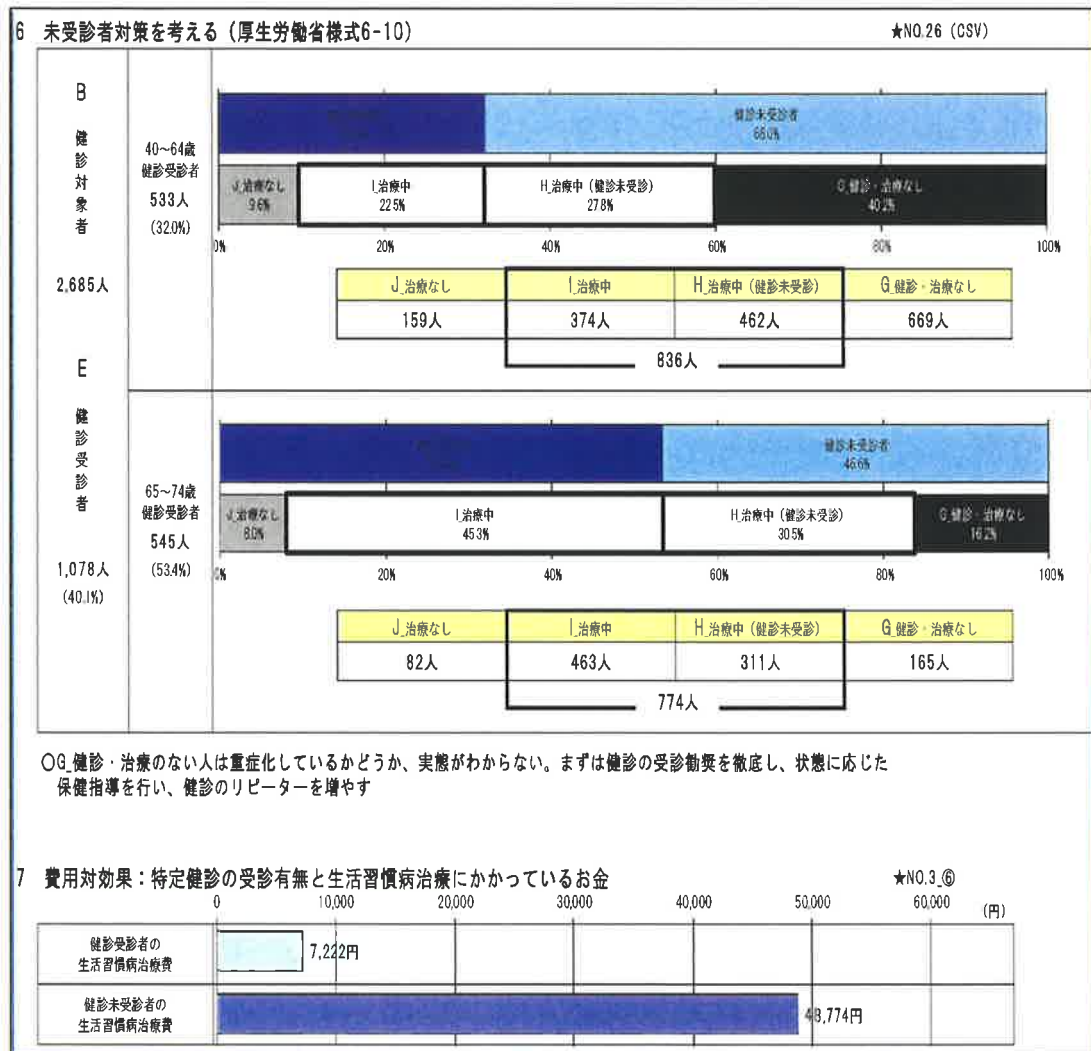 6 未受診者対策を考える（厚生労働省様式6-10）
★NO.26 (CSV)
B
健診対象者
2,685人
E
健診受診者
1,078人
(40.1%)
40～64歳
健診受診者
533人
(32.0%)
健診未受診者
68.0%
J_治療なし
9.6%
I_治療中
22.5%
H_治療中（健診未受診）
27.8%
G_健診・治療なし
40.2%
0% 20% 40% 60% 80% 100%
J_治療なし I_治療中 H_治療中（健診未受診） G_健診・治療なし
159人 374人 462人 669人
836人
65～74歳
健診受診者
545人
(53.4%)
健診未受診者
46.6%
J_治療なし
8.0%
I_治療中
45.3%
H_治療中（健診未受診）
30.5%
G_健診・治療なし
16.2%
0% 20% 40% 60% 80% 100%
J_治療なし I_治療中 H_治療中（健診未受診） G_健診・治療なし
82人 463人 311人 165人
774人
○G_健診・治療のない人は重症化しているかどうか、実態がわからない。まずは健診の受診勧奨を徹底し、状態に応じた
保健指導を行い、健診のリピーターを増やす
7 費用対効果：特定健診の受診有無と生活習慣病治療にかかっているお金
★NO.3_⑥
0 10,000 20,000 30,000 40,000 50,000 60,000 (円)
健診受診者の
生活習慣病治療費
7,222円
健診未受診者の
生活習慣病治療費
48,774円